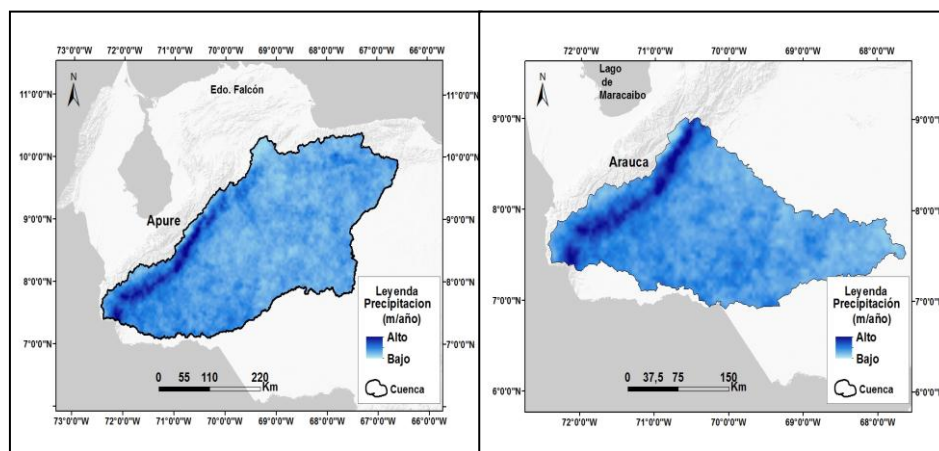 73°0'0"W 72°0'0"W 71°0'0"W 70°0'0"W 69°0'0"W 68°0'0"W 67°0'0"W 66°0'0"W
N
Edo. Falcón
11°0'0"N 11°0'0"N
10°0'0"N 10°0'0"N
9°0'0"N 9°0'0"N
8°0'0"N 8°0'0"N
7°0'0"N 7°0'0"N
Apure
Leyenda
Precipitacion
(m/año)
Alto
Bajo
Cuenca
0 55 110 220
Km
73°0'0"W 72°0'0"W 71°0'0"W 70°0'0"W 69°0'0"W 68°0'0"W 67°0'0"W 66°0'0"W
72°0'0"W 71°0'0"W 70°0'0"W 69°0'0"W 68°0'0"W
N
Lago
de
Maracaibo
9°0'0"N 9°0'0"N
8°0'0"N 8°0'0"N
7°0'0"N 7°0'0"N
6°0'0"N 6°0'0"N
Arauca
Leyenda
Precipitación
(m/año)
Alto
Bajo
Cuenca
0 37,5 75 150
Km
72°0'0"W 71°0'0"W 70°0'0"W 69°0'0"W 68°0'0"W